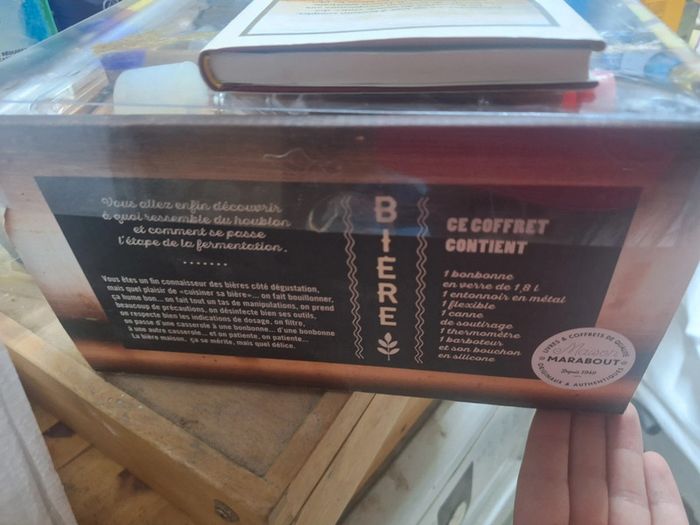 Vous allez enfin découvrir
à quoi ressemble du houblon
et comment se passe
l'étape de la fermentation.
Vous êtes un fin connaisseur des bières côté dégustation,
mais quel plaisir de «cuisiner sa bière»... on fait bouillonner,
ça hume bon... on fait tout un tas de manipulations, on prend
beaucoup de précautions, on désinfecte bien ses outils,
on respecte bien les indications de dosage, on filtre,
on passe d'une casserole à une bonbonne... d'une bonbonne
à une autre casserole... et on patiente, on patiente...
La bière maison, ça se mérite, mais quel délice.
BIÈRE
CE COFFRET
CONTIENT
1 bonbonne
en verre de 1,8 l
1 entonnoir en métal
1 flexible
1 canne
de soutirage
1 thermomètre
1 barboteur
et son bouchon
en silicone
LIVRES & COFFRETS DE QUALITÉ
Maison
MARABOUT
Depuis 1949
ORIGINAUX & AUTHENTIQUES